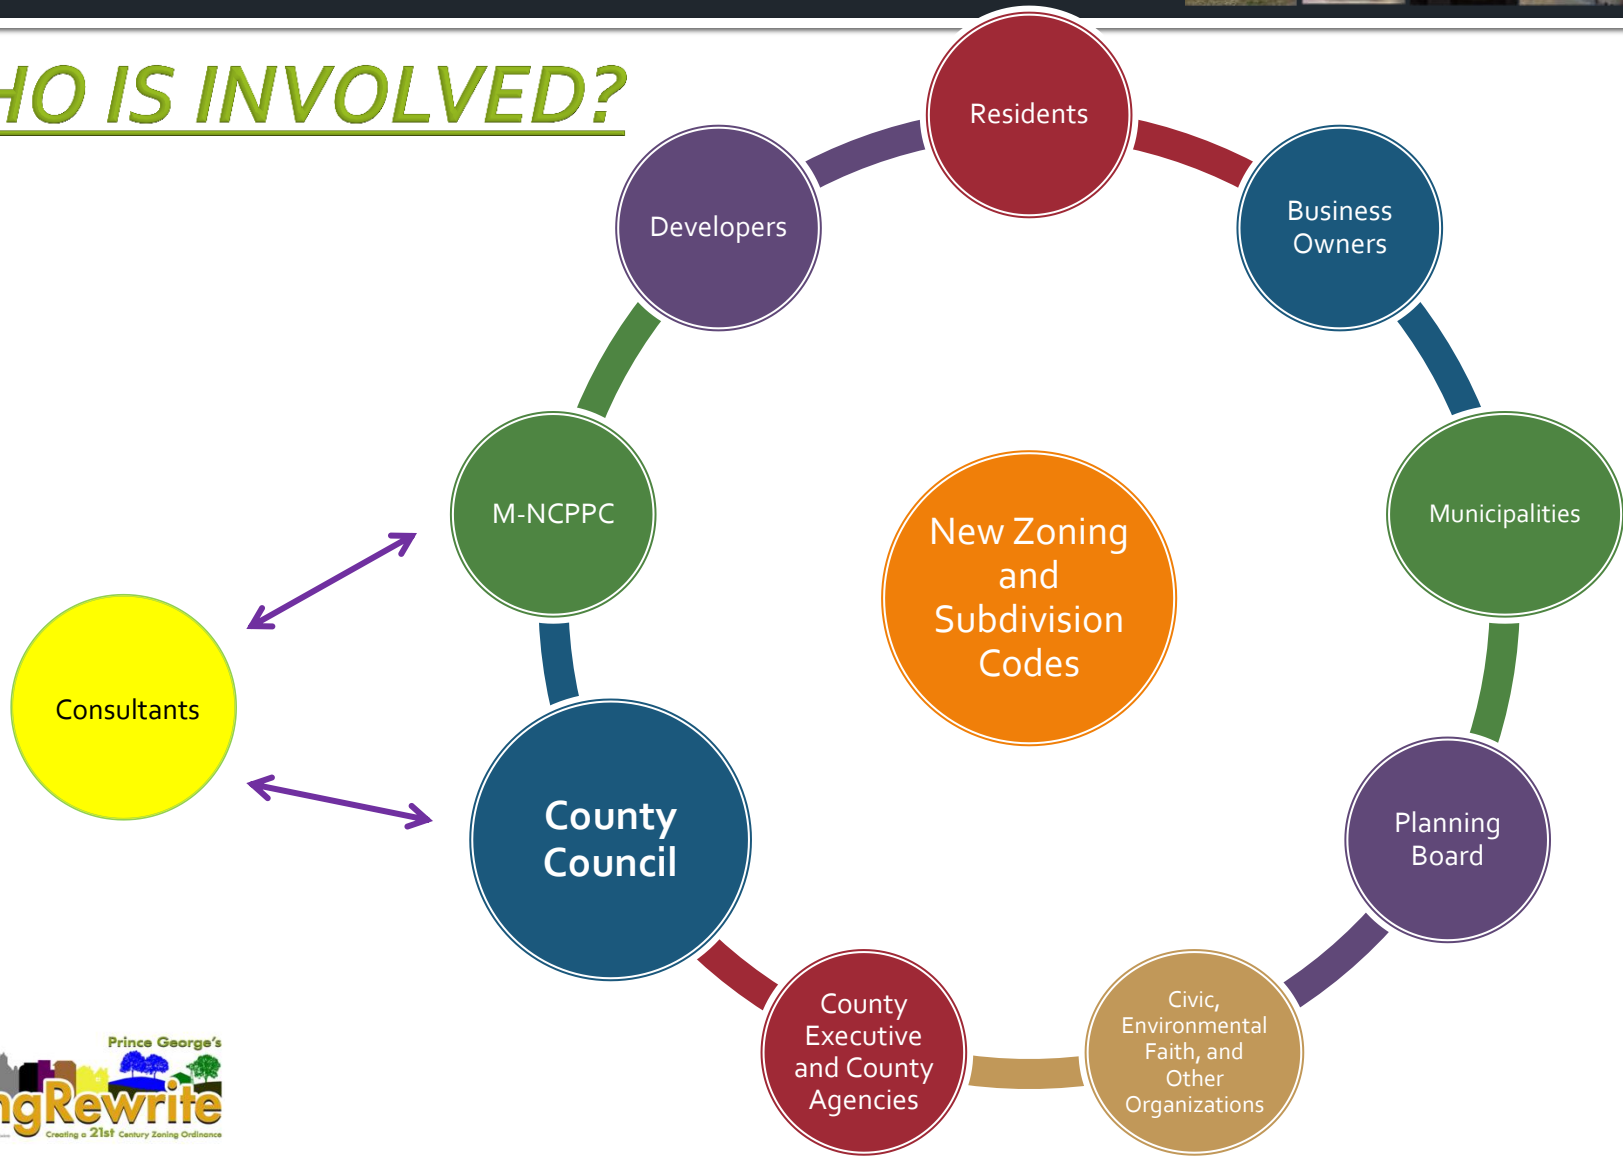 HO IS INVOLVED?
Residents
Developers
Business
Owners
M-NCPPC
Municipalities
New Zoning
and
Subdivision
Codes
Consultants
County
Council
Planning
Board
County
Executive
and County
Agencies
Civic,
Environmental
Faith, and
Other
Organizations
Prince George's
ngRewrite
Creating a 21st Century Zoning Ordinance